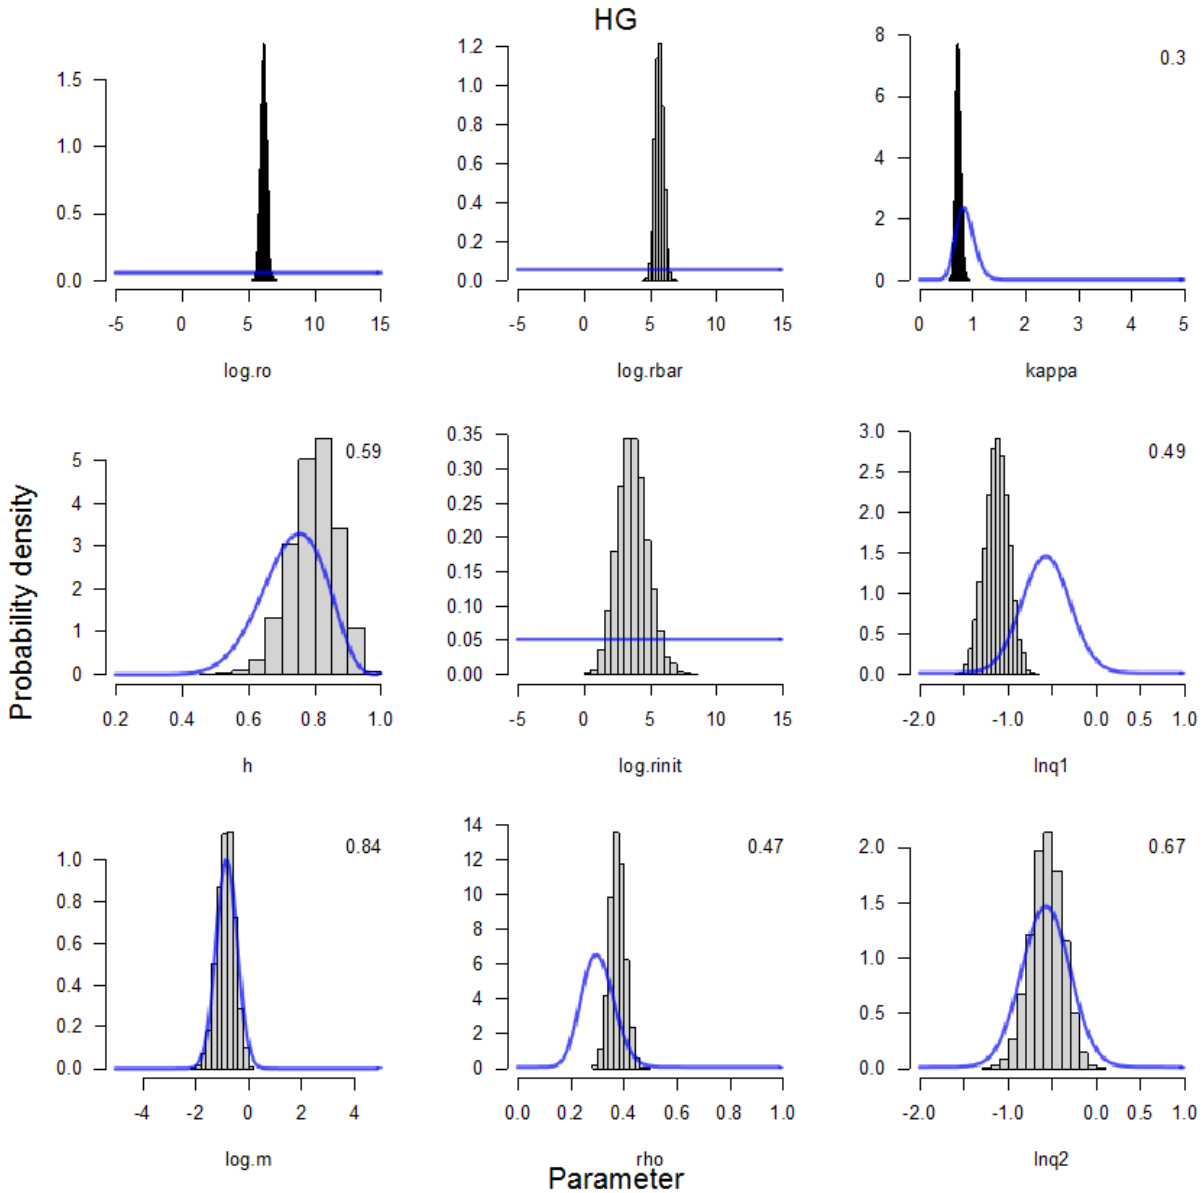 HG
1.5
1.0
0.5
0.0
-5 0 5 10 15
log.ro
1.2
1.0
0.8
0.6
0.4
0.2
0.0
-5 0 5 10 15
log.rbar
8
6
4
2
0
0.3
0 1 2 3 4 5
kappa
Probability density
5
4
3
2
1
0
0.59
0.2 0.4 0.6 0.8 1.0
h
0.35
0.30
0.25
0.20
0.15
0.10
0.05
0.00
-5 0 5 10 15
log.rinit
3.0
2.5
2.0
1.5
1.0
0.5
0.0
0.49
-2.0 -1.0 0.0 0.5 1.0
lnq1
1.0
0.8
0.6
0.4
0.2
0.0
0.84
-4 -2 0 2 4
log.m
14
12
10
8
6
4
2
0
0.47
0.0 0.2 0.4 0.6 0.8 1.0
rho
2.0
1.5
1.0
0.5
0.0
0.67
-2.0 -1.0 0.0 0.5 1.0
lnq2
Parameter